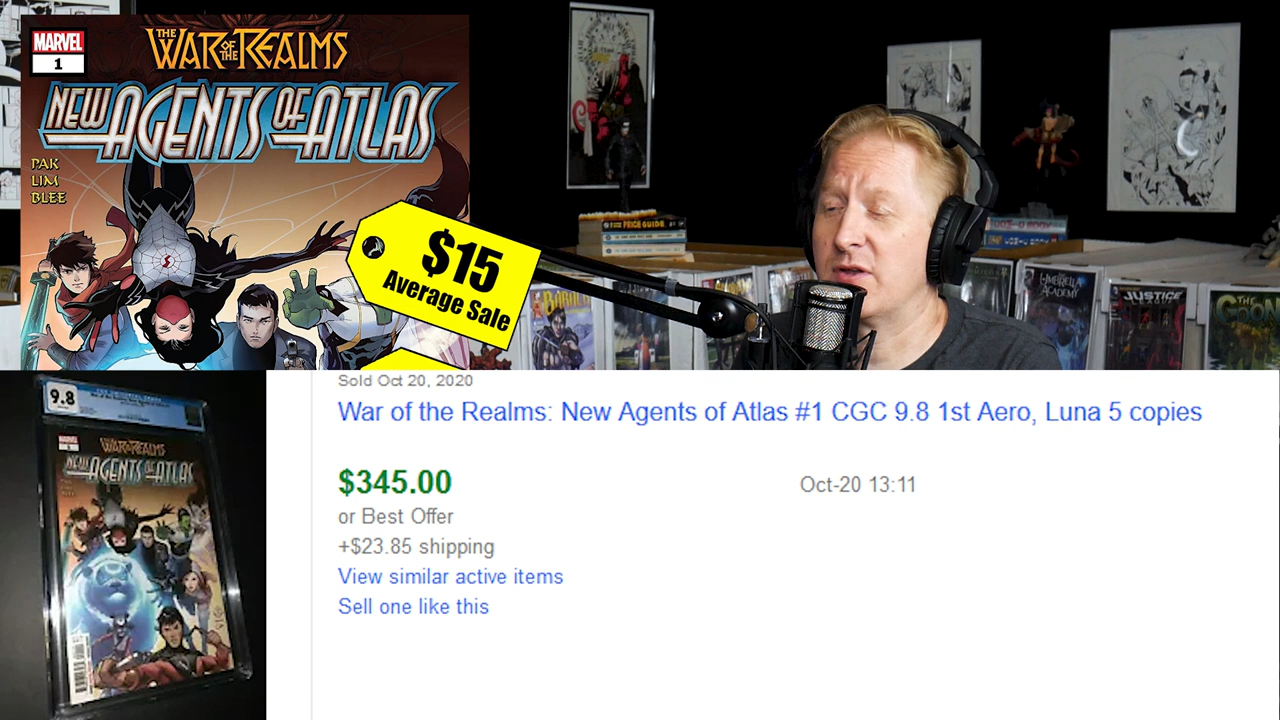 MARVEL
1
THE
WAR OF THE REALMS
NEW AGENTS OF ATLAS
PAK
LIM
BLEE
$15
Average Sale
PRICE GUIDE
UMBRELLA
ACADEMY
JUSTICE
THE
GOON
Sold Oct 20, 2020
War of the Realms: New Agents of Atlas #1 CGC 9.8 1st Aero, Luna 5 copies
$345.00
Oct-20 13:11
or Best Offer
+$23.85 shipping
View similar active items
Sell one like this
9.8
MARVEL
WAR OF THE REALMS
NEW AGENTS OF ATLAS